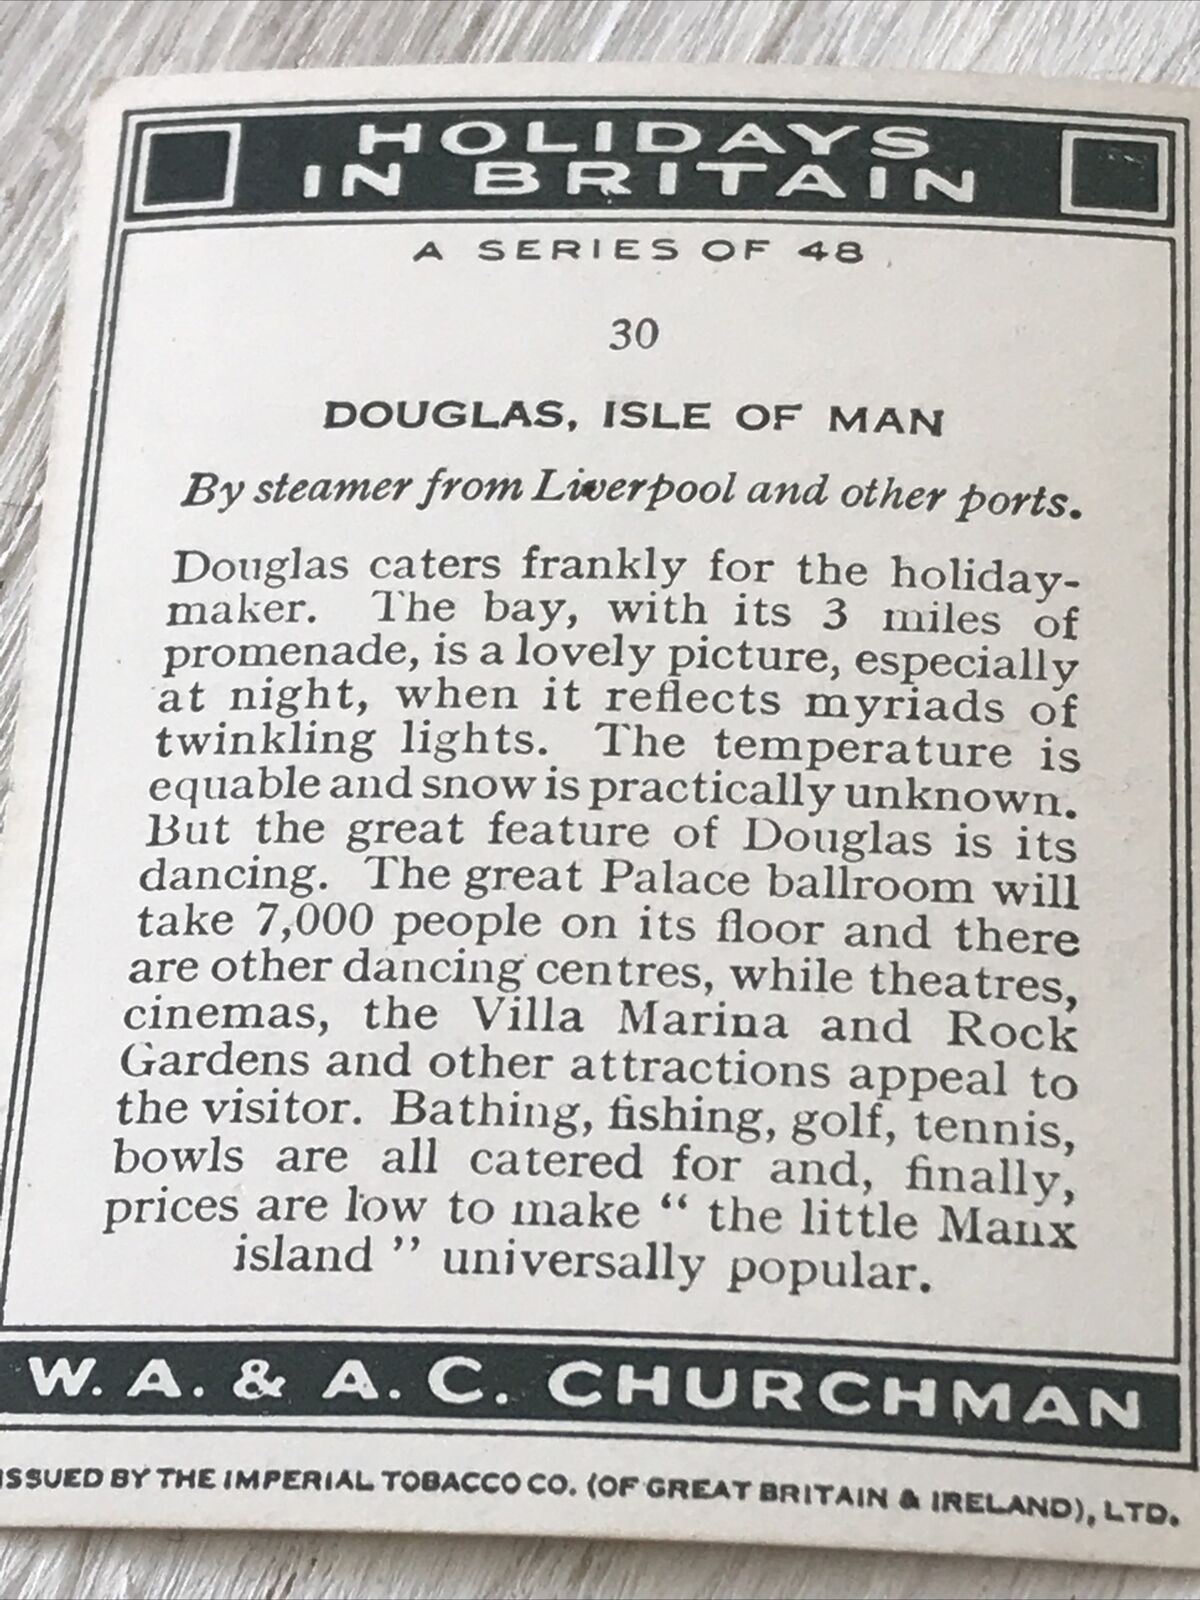 HOLIDAYS
IN BRITAIN
A SERIES OF 48
30
DOUGLAS, ISLE OF MAN
By steamer from Liverpool and other ports.
Douglas caters frankly for the holiday-
maker. The bay, with its 3 miles of
promenade, is a lovely picture, especially
at night, when it reflects myriads of
twinkling lights. The temperature is
equable and snow is practically unknown.
But the great feature of Douglas is its
dancing. The great Palace ballroom will
take 7,000 people on its floor and there
are other dancing centres, while theatres,
cinemas, the Villa Marina and Rock
Gardens and other attractions appeal to
the visitor. Bathing, fishing, golf, tennis,
bowls are all catered for and, finally,
prices are low to make “ the little Manx
island ” universally popular.
W. A. & A. C. CHURCHMAN
ISSUED BY THE IMPERIAL TOBACCO CO. (OF GREAT BRITAIN & IRELAND), LTD.